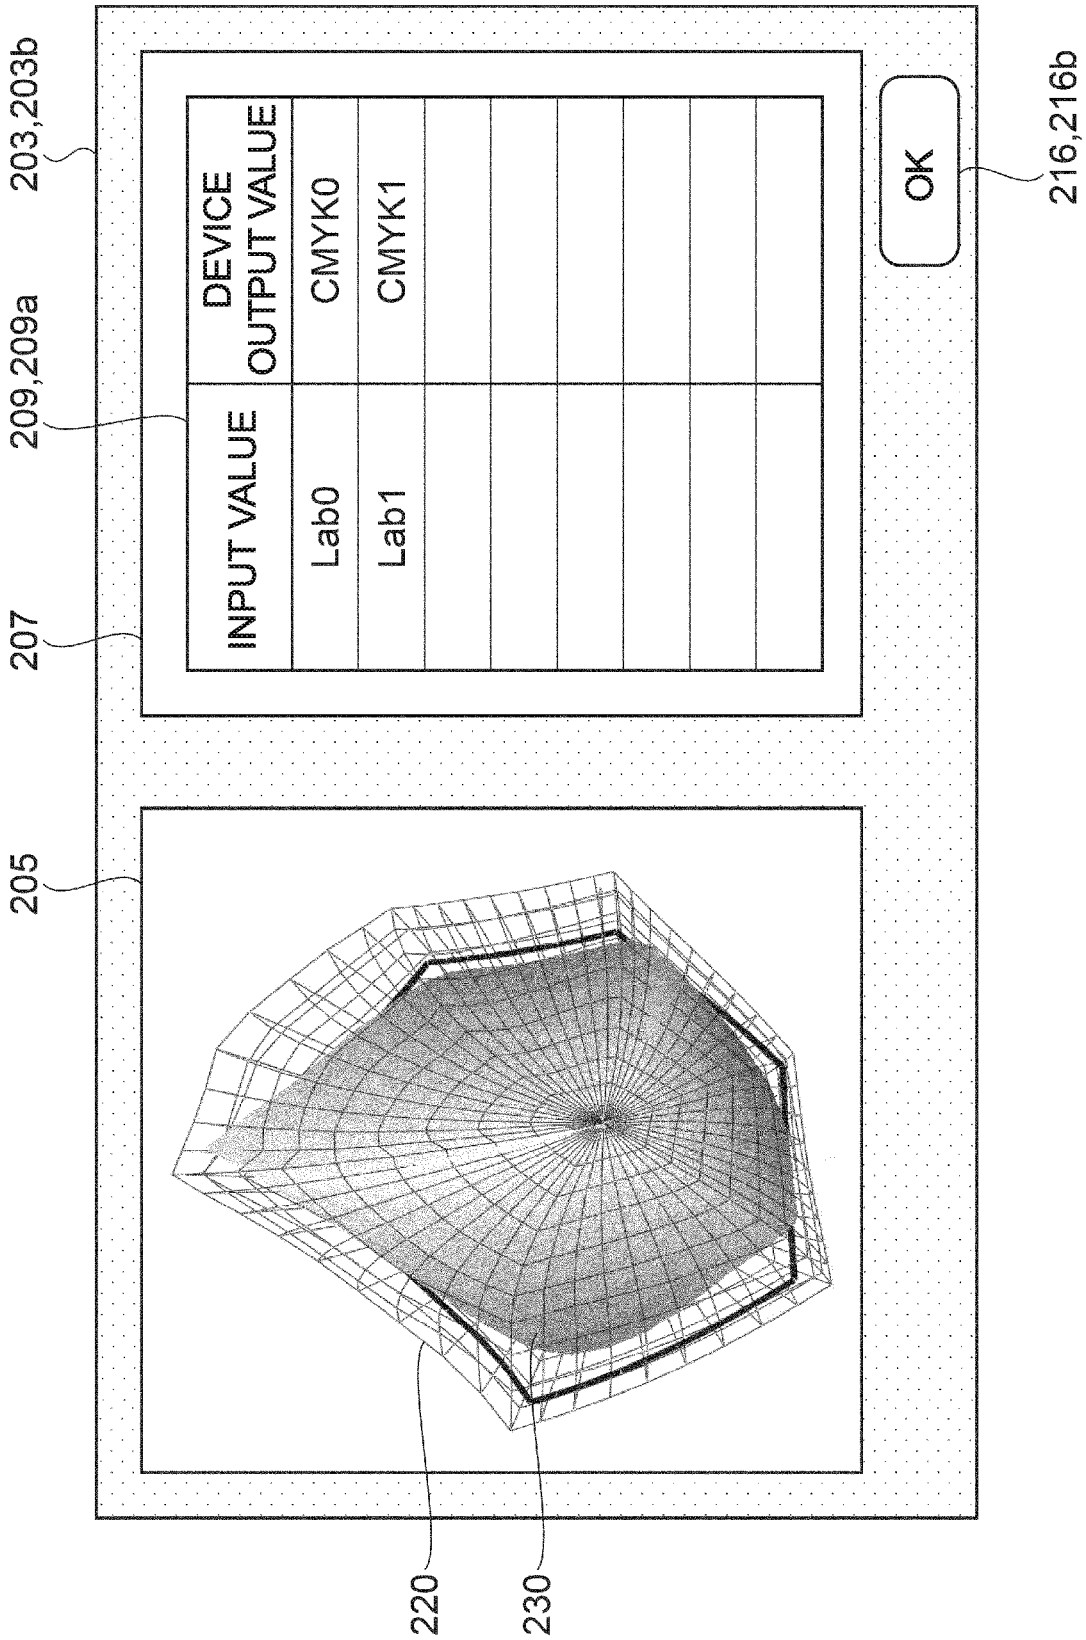 203,203b
209,209a
207
205
INPUT VALUE
DEVICE
OUTPUT VALUE
Lab0
CMYK0
Lab1
CMYK1
OK
216,216b
220
230